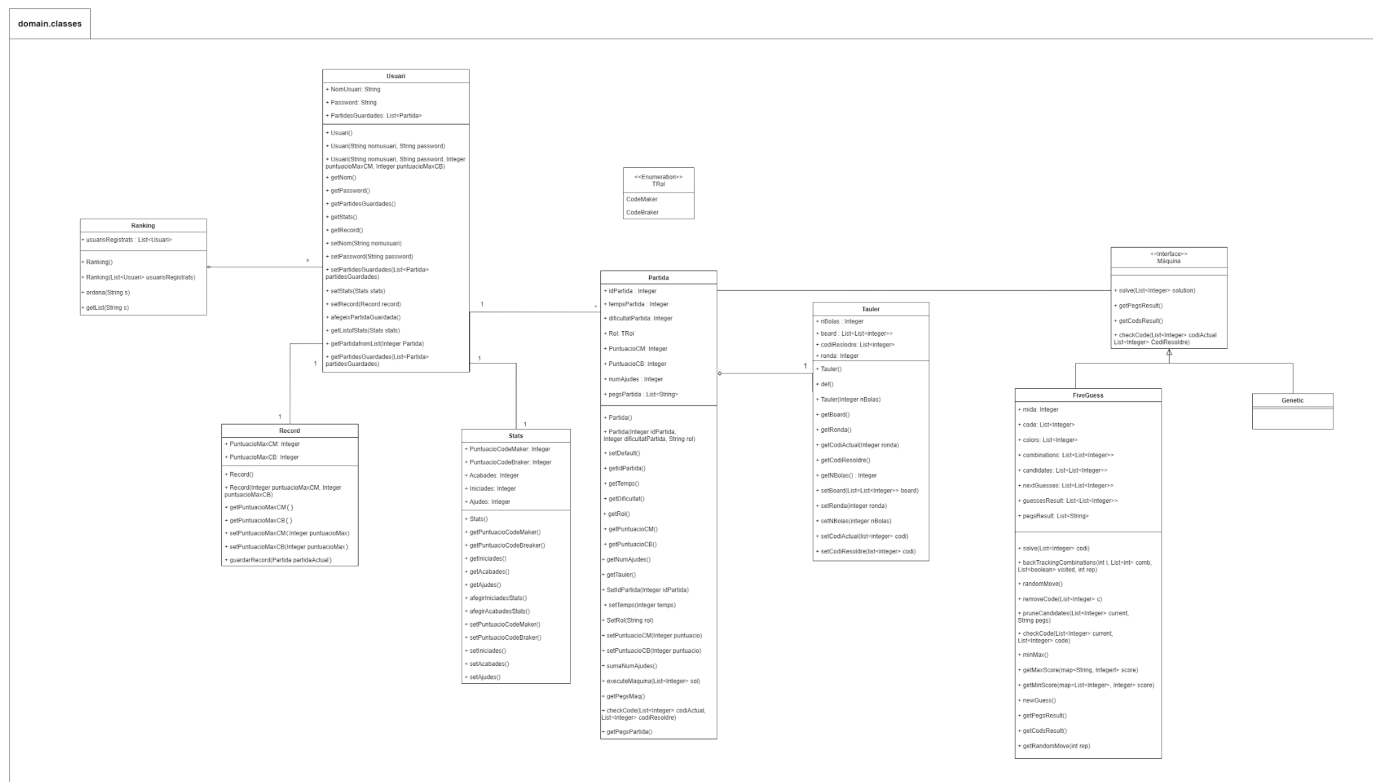 domain.classes
Usuari
+ NomUsuari: String
+ Password: String
+ PartidesGuardades: List<Partida>
+ Usuari()
+ Usuari(String nomusuari, String password)
+ Usuari(String nomusuari, String password, Integer
puntuacioMaxCM, Integer puntuacioMaxCB)
+ getNom()
+ getPassword()
+ getPartidesGuardades()
+ getStats()
+ getRecord()
+ setNom(String nomusuari)
+ setPassword(String password)
+ setPartidesGuardades(List<Partida>
partidesGuardades)
+ setStats(Stats stats)
+ setRecord(Record record)
+ afegeixPartidaGuardada()
+ getListofStats(Stats stats)
+ getPartidafromList(Integer Partida)
+ getPartidesGuardades(List<Partida>
partidesGuardades)
<<Enumeration>>
TRol
CodeMaker
CodeBraker
Ranking
+ usuarisRegistrats : List<Usuari>
+ Ranking()
+ Ranking(List<Usuari> usuarisRegistrats)
+ ordena(String s)
+ getList(String s)
*
1
*
1
1
1
1
1
Record
+ PuntuacioMaxCM: Integer
+ PuntuacioMaxCB: Integer
+ Record()
+ Record(Integer puntuacioMaxCM, Integer
puntuacioMaxCB)
+ getPuntuacioMaxCM( )
+ getPuntuacioMaxCB( )
+ setPuntuacioMaxCM(Integer puntuacioMax)
+ setPuntuacioMaxCB(Integer puntuacioMax)
+ guardarRecord(Partida partidaActual)
Stats
+ PuntuacioCodeMaker: Integer
+ PuntuacioCodeBraker: Integer
+ Acabades: Integer
+ Iniciades: Integer
+ Ajudes: Integer
+ Stats()
+ getPuntuacioCodeMaker()
+ getPuntuacioCodeBreaker()
+ getIniciades()
+ getAcabades()
+ getAjudes()
+ afegirIniciadesStats()
+ afegirAcabadesStats()
+ setPuntuacioCodeMaker()
+ setPuntuacioCodeBraker()
+ setIniciades()
+ setAcabades()
+ setAjudes()
Partida
+ idPartida : Integer
+ tempsPartida : Integer
+ dificultatPartida: Integer
+ Rol: TRol
+ PuntuacioCM: Integer
+ PuntuacioCB: Integer
+ numAjudes : Integer
+ pegsPartida : List<String>
+ Partida()
+ Partida(Integer idPartida,
Integer dificultatPartida, String rol)
+ setDefault()
+ getIdPartida()
+ getTemps()
+ getDificultat()
+ getRol()
+ getPuntuacioCM()
+ getPuntuacioCB()
+ getNumAjudes()
+ getTauler()
+ SetIdPartida(Integer idPartida)
+ setTemps(Integer temps)
+ SetRol(String rol)
+ setPuntuacioCM(Integer puntuacio)
+ setPuntuacioCB(Integer puntuacio)
+ sumaNumAjudes()
+ executeMaquina(List<Integer> sol)
+ getPegsMaq()
+ checkCode(List<Integer> codiActual,
List<Integer> codiResoldre)
+ getPegsPartida()
Tauler
+ nBolas : Integer
+ board : List<List<Integer>>
+ codiReslodre: List<integer>
+ ronda: Integer
+ Tauler()
+ def()
+ Tauler(Integer nBolas)
+ getBoard()
+ getRonda()
+ getCodiActual(Integer ronda)
+ getCodiResoldre()
+ getNBolas() : Integer
+ setBoard(List<List<Integer>> board)
+ setRonda(integer ronda)
+ setNBolas(integer nBolas)
+ setCodiActual(list<integer> codi)
+ setCodiResoldre(list<integer> codi)
<<Interface>>
Máquina
+ solve(List<Integer> solution)
+ getPegsResult()
+ getCodsResult()
+ checkCode(List<Integer> codiActual
List<Integer> CodiResoldre)
FiveGuess
+ mida: Integer
+ code: List<Integer>
+ colors: List<Integer>
+ combinations: List<List<Integer>>
+ candidates: List<List<Integer>>
+ nextGuesses: List<List<Integer>>
+ guessesResult: List<List<Integer>>
+ pegsResult: List<String>
+ solve(List<Integer> codi)
+ backTrackingCombinations(int i, List<int> comb,
List<boolean> visited, int rep)
+ randomMove()
+ removeCode(List<Integer> c)
+ pruneCandidates(List<Integer> current,
String pegs)
+ checkCode(List<Integer> current,
List<Integer> code)
+ minMax()
+ getMaxScore(map<String, Integerl> score)
+ getMinScore(map<List<Integer>, Integer> score)
+ newGuess()
+ getPegsResult()
+ getCodsResult()
+ getRandomMove(int rep)
Genetic